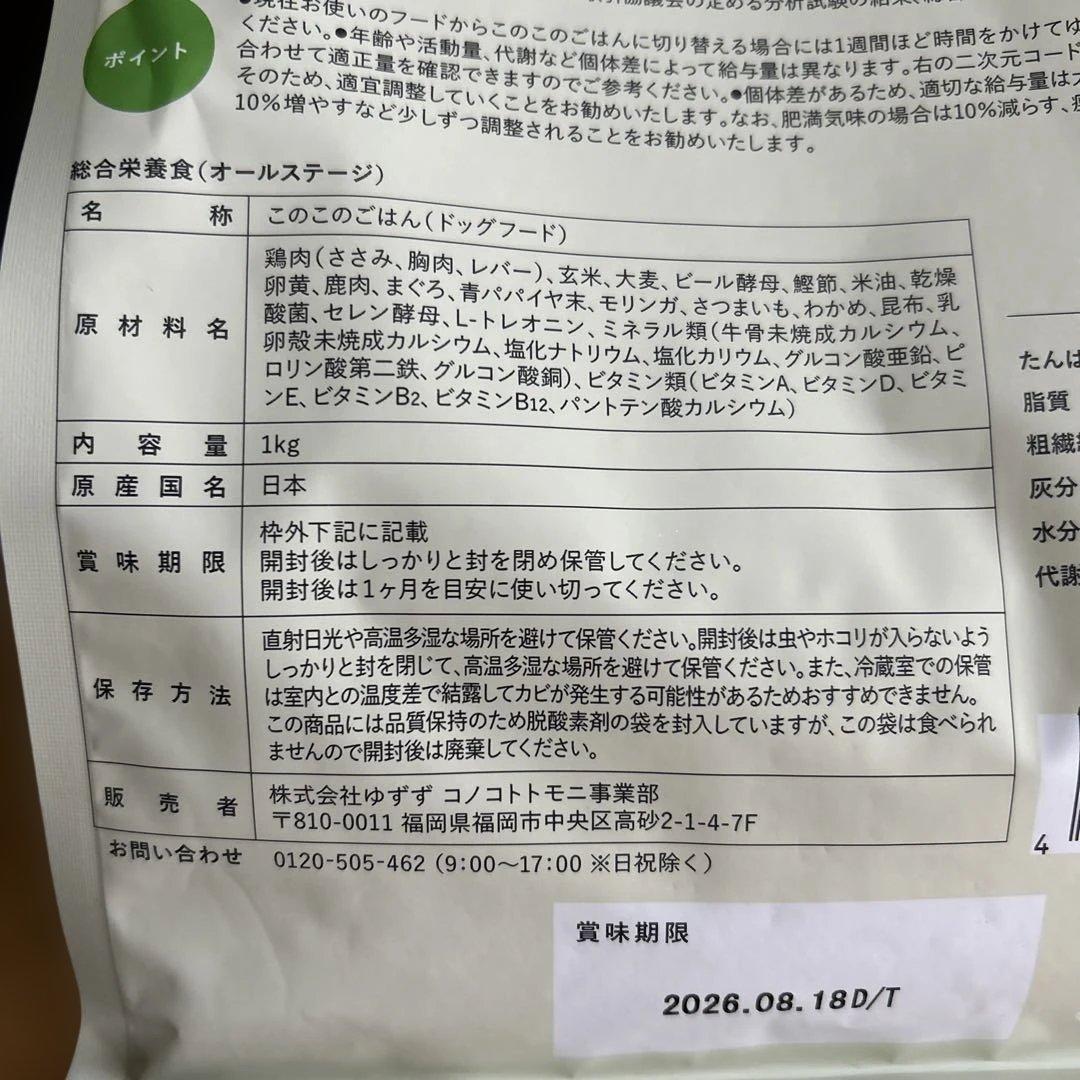 ポイント
●現在お使いのフードからこのこのごはんに切り替える場合には1週間ほど時間をかけてゆ
ください。●年齢や活動量、代謝など個体差によって給与量は異なります。右の二次元コード
合わせて適正量を確認できますのでご参考ください。●個体差があるため、適切な給与量は
そのため、適宜調整していくことをお勧めいたします。なお、肥満気味の場合は10%減らす、
10%増やすなど少しずつ調整されることをお勧めいたします。
総合栄養食(オールステージ)
名称 このこのごはん(ドッグフード)
原材料名
鶏肉(ささみ、胸肉、レバー)、玄米、大麦、ビール酵母、鰹節、米油、乾燥
卵黄、鹿肉、まぐろ、青パパイヤ末、モリンガ、さつまいも、わかめ、昆布、乳
酸菌、セレン酵母、L-トレオニン、ミネラル類(牛骨未焼成カルシウム、
卵殻未焼成カルシウム、塩化ナトリウム、塩化カリウム、グルコン酸亜鉛、ピ
ロリン酸第二鉄、グルコン酸銅)、ビタミン類(ビタミンA、ビタミンD、ビタミ
ンE、ビタミンB2、ビタミンB12、パントテン酸カルシウム)
内容量 1kg
原産国名 日本
賞味期限
枠外下記に記載
開封後はしっかりと封を閉め保管してください。
開封後は1ヶ月を目安に使い切ってください。
保存方法
直射日光や高温多湿な場所を避けて保管ください。開封後は虫やホコリが入らないよう
しっかりと封を閉じて、高温多湿な場所を避けて保管ください。また、冷蔵室での保管
は室内との温度差で結露してカビが発生する可能性があるためおすすめできません。
この商品には品質保持のため脱酸素剤の袋を封入していますが、この袋は食べられ
ませんので開封後は廃棄してください。
販売者
株式会社ゆずず コノコトトモニ事業部
〒810-0011 福岡県福岡市中央区高砂2-1-4-7F
お問い合わせ 0120-505-462 (9:00〜17:00 ※日祝除く)
たんぱ
脂質
粗繊
灰分
水分
代謝
4
賞味期限
2026.08.18D/T